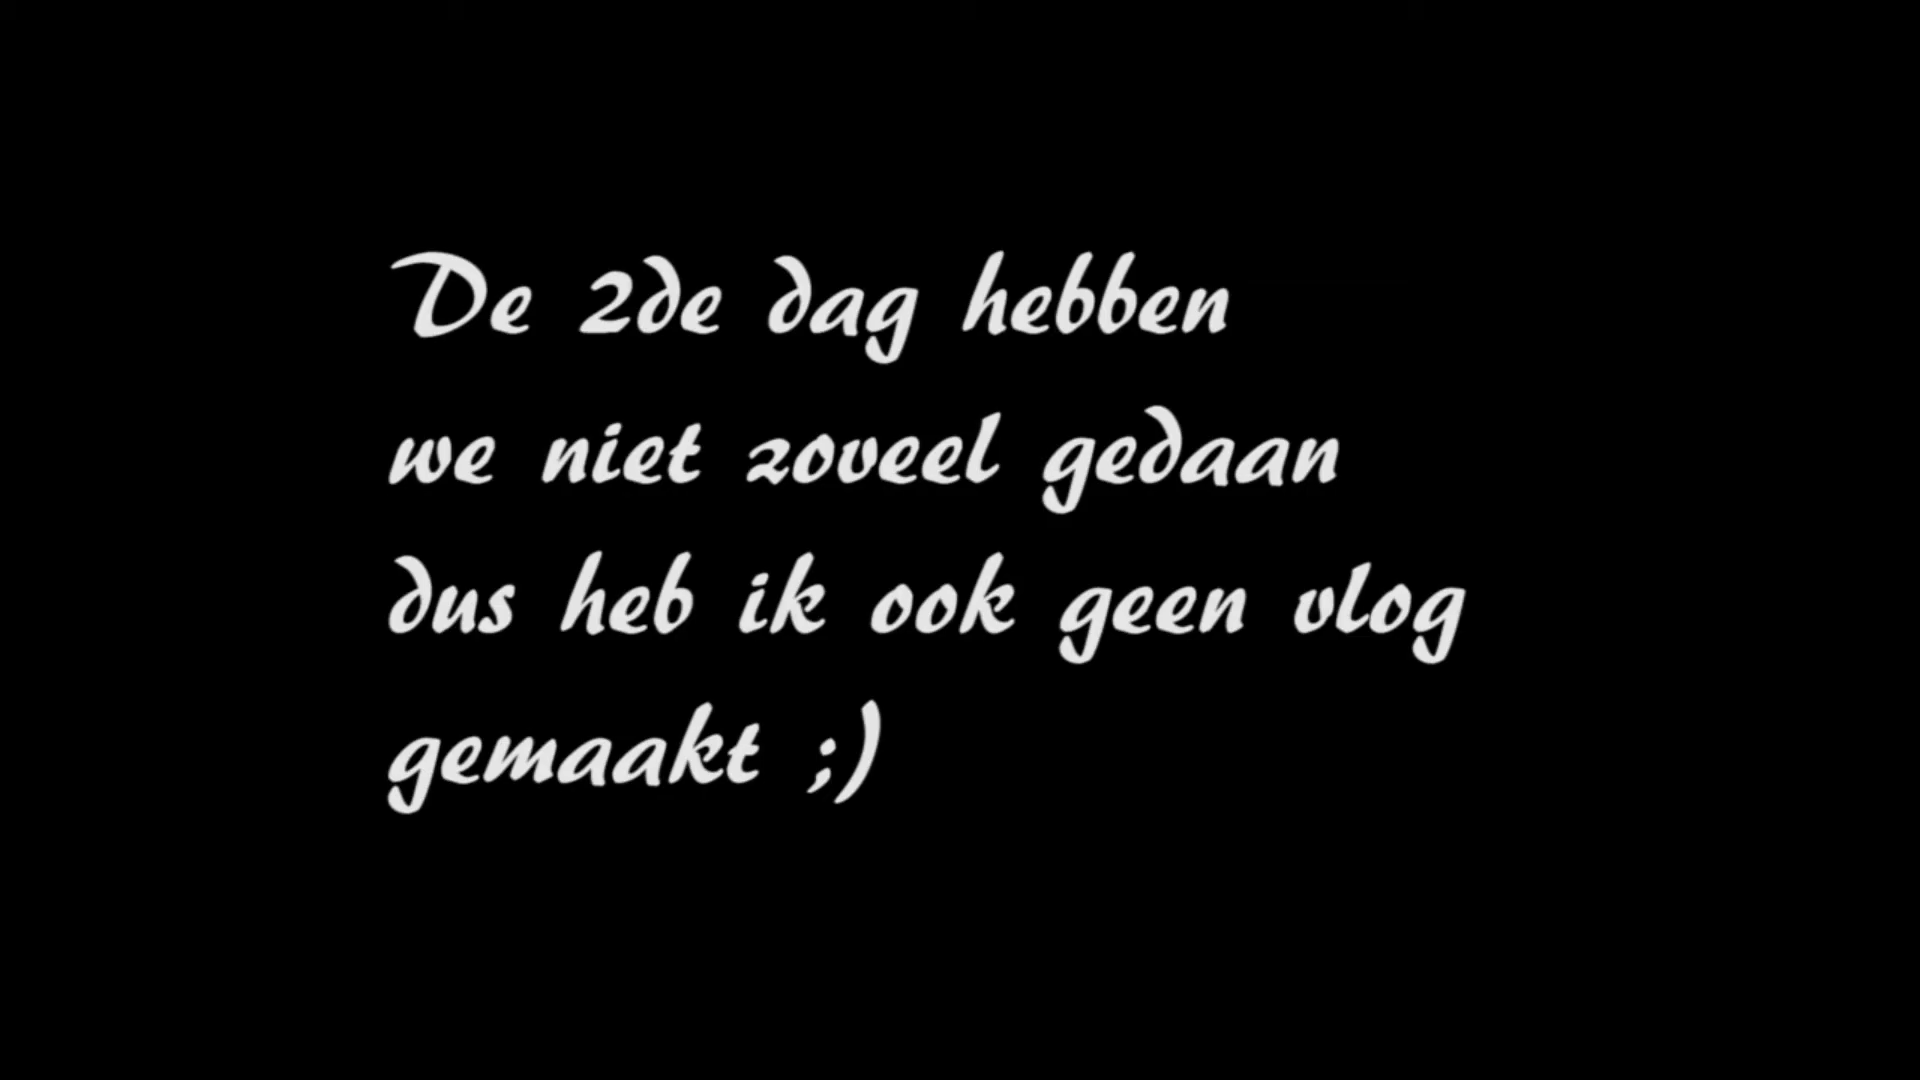 De 2de dag hebben
we niet zoveel gedaan
dus heb ik ook geen vlog
gemaakt ;)